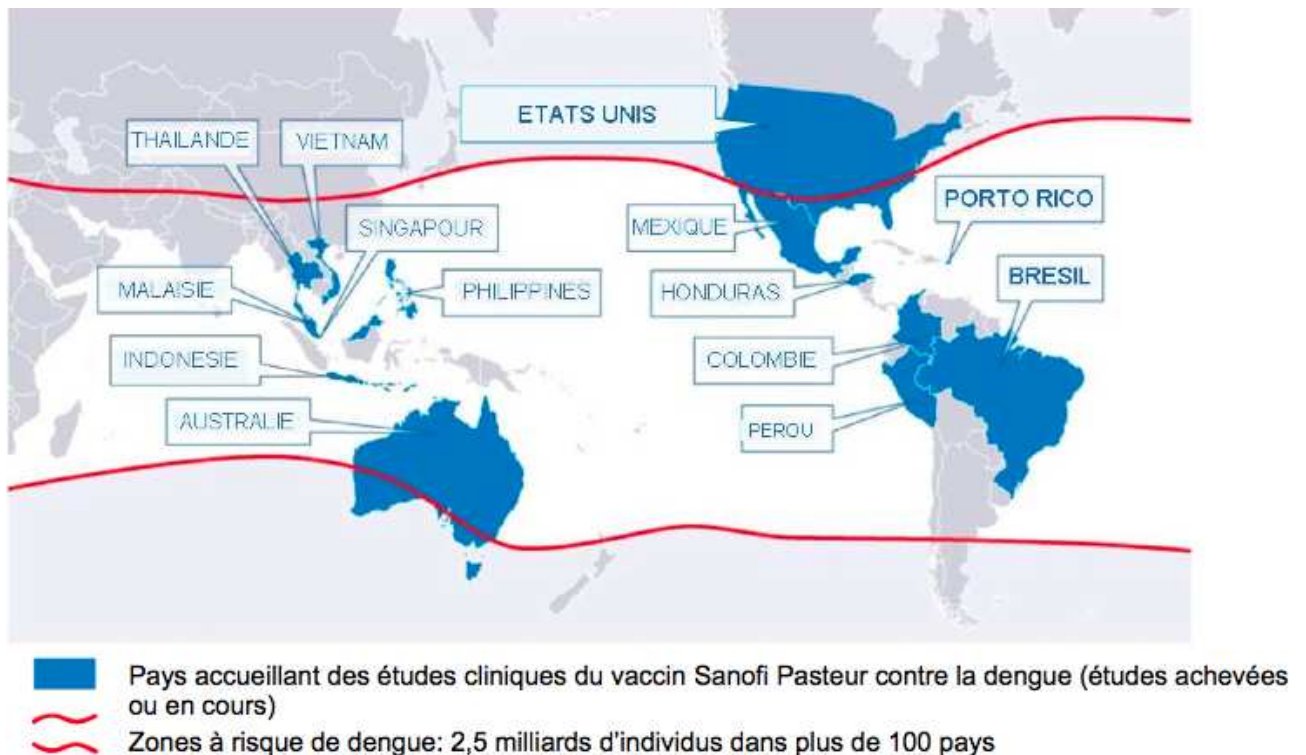 ETATS UNIS
THAILANDE
VIETNAM
PORTO RICO
SINGAPOUR
MEXIQUE
BRESIL
MALAISIE
PHILIPPINES
HONDURAS
INDONESIE
COLOMBIE
AUSTRALIE
PEROU
Pays accueillant des études cliniques du vaccin Sanofi Pasteur contre la dengue (études achevées
ou en cours)
Zones à risque de dengue: 2,5 milliards d'individus dans plus de 100 pays